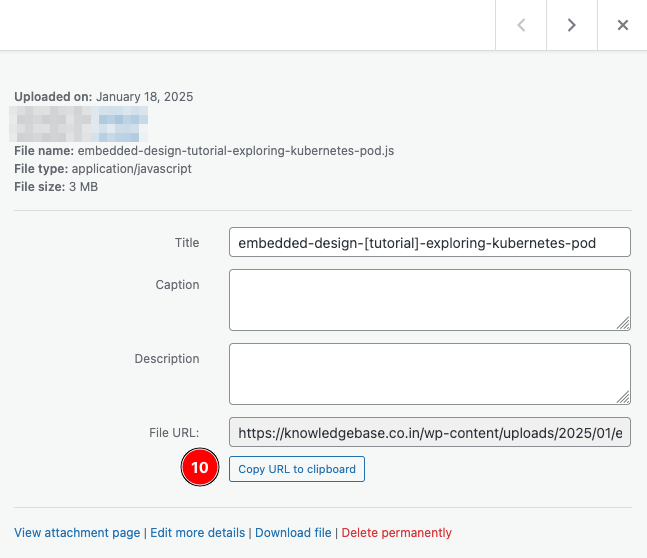 Uploaded on: January 18, 2025
File name: embedded-design-tutorial-exploring-kubernetes-pod.js
File type: application/javascript
File size: 3 MB
Title embedded-design-[tutorial]-exploring-kubernetes-pod
Caption
Description
File URL: https://knowledgebase.co.in/wp-content/uploads/2025/01/e
10 Copy URL to clipboard
View attachment page | Edit more details | Download file | Delete permanently